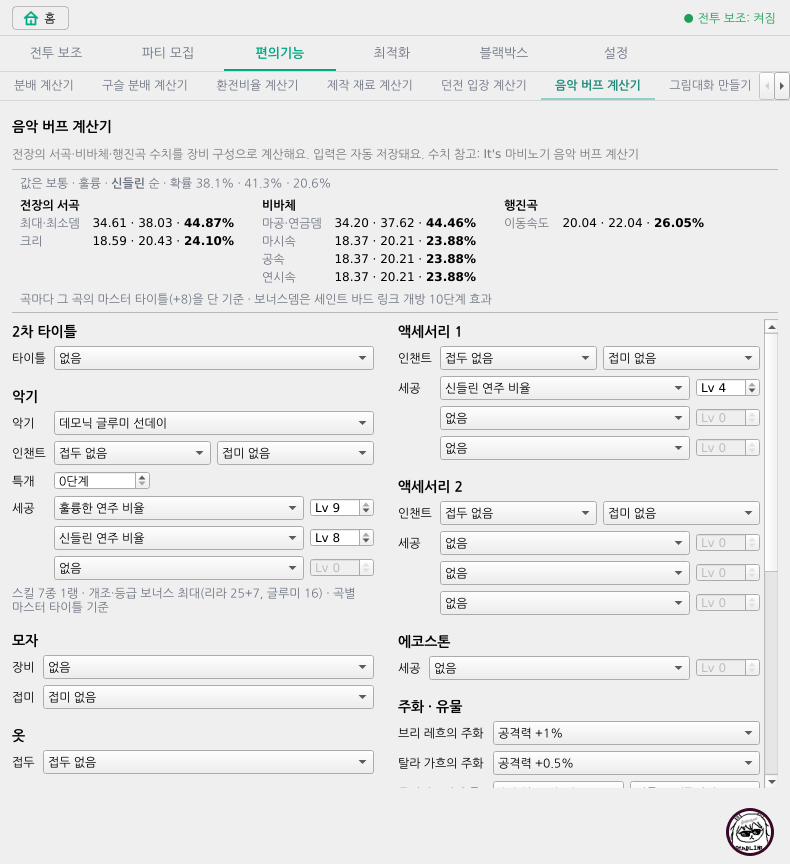 홈
전투 보조: 켜짐
전투 보조 파티 모집 편의기능 최적화 블랙박스 설정
분배 계산기 구슬 분배 계산기 환전비율 계산기 제작 재료 계산기 던전 입장 계산기 음악 버프 계산기 그림대화 만들기
음악 버프 계산기
전장의 서곡·비바체·행진곡 수치를 장비 구성으로 계산해요. 입력은 자동 저장돼요. 수치 참고: It's 마비노기 음악 버프 계산기
값은 보통 · 훌륭 · 신들린 순 · 확률 38.1% · 41.3% · 20.6%
전장의 서곡
최대·최소뎀 34.61 · 38.03 · 44.87%
크리 18.59 · 20.43 · 24.10%
비바체
마공·연금뎀 34.20 · 37.62 · 44.46%
마시속 18.37 · 20.21 · 23.88%
공속 18.37 · 20.21 · 23.88%
연시속 18.37 · 20.21 · 23.88%
행진곡
이동속도 20.04 · 22.04 · 26.05%
곡마다 그 곡의 마스터 타이틀(+8)을 단 기준 · 보너스뎀은 세인트 바드 링크 개방 10단계 효과
2차 타이틀
타이틀 없음
악기
악기 데모닉 글루미 선데이
인챈트 접두 없음 접미 없음
특개 0단계
세공 훌륭한 연주 비율 Lv 9
신들린 연주 비율 Lv 8
없음 Lv 0
스킬 7종 1랭 · 개조·등급 보너스 최대(리라 25+7, 글루미 16) · 곡별
마스터 타이틀 기준
모자
장비 없음
접미 접미 없음
옷
접두 접두 없음
액세서리 1
인챈트 접두 없음 접미 없음
세공 신들린 연주 비율 Lv 4
없음 Lv 0
없음 Lv 0
액세서리 2
인챈트 접두 없음 접미 없음
세공 없음 Lv 0
없음 Lv 0
없음 Lv 0
에코스톤
세공 없음 Lv 0
주화 · 유물
브리 레흐의 주화 공격력 +1%
탈라 가흐의 주화 공격력 +0.5%